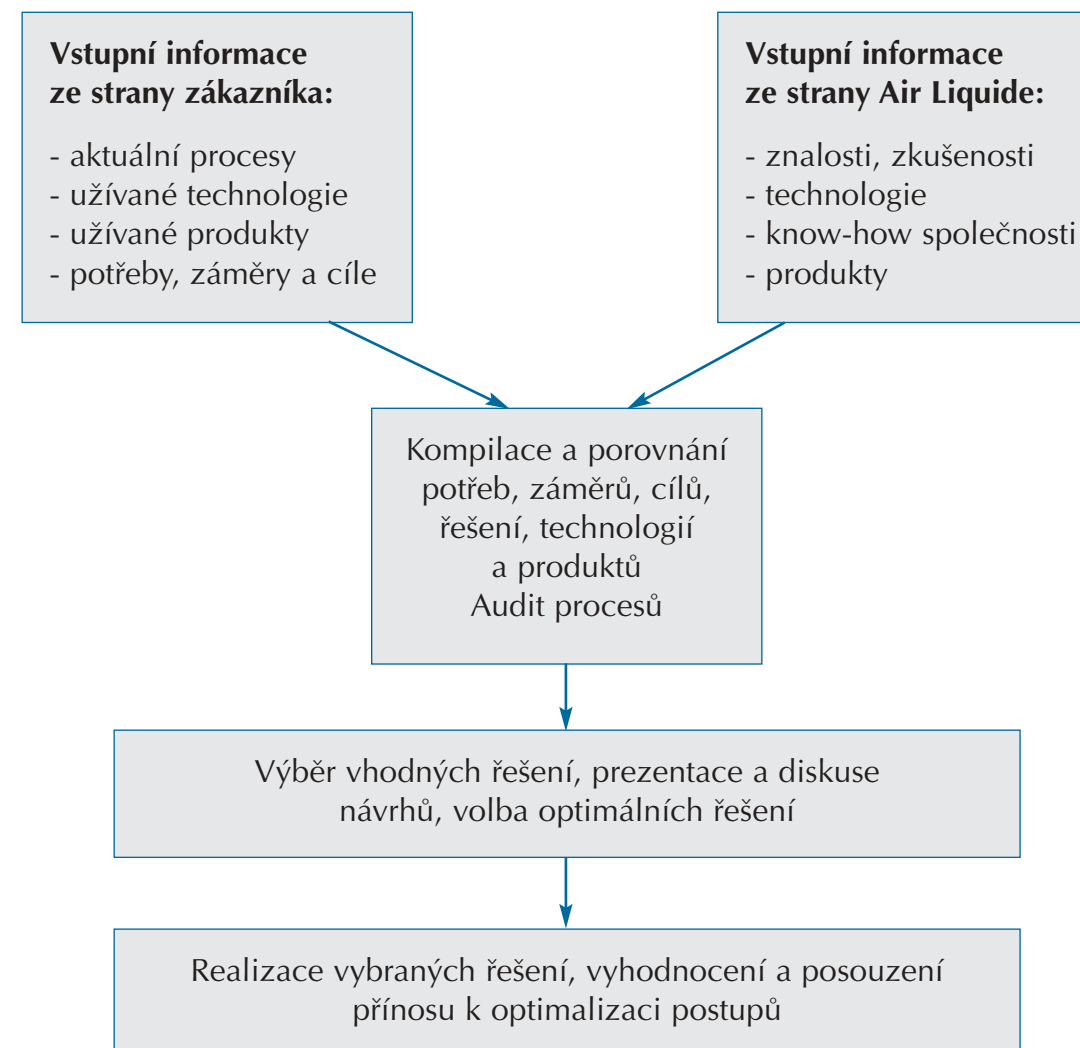 Vstupní informace
ze strany zákazníka:
- aktuální procesy
- užívané technologie
- užívané produkty
- potřeby, záměry a cíle
Vstupní informace
ze strany Air Liquide:
- znalosti, zkušenosti
- technologie
- know-how společnosti
- produkty
Kompilace a porovnání
potřeb, záměrů, cílů,
řešení, technologií
a produktů
Audit procesů
Výběr vhodných řešení, prezentace a diskuse
návrhů, volba optimálních řešení
Realizace vybraných řešení, vyhodnocení a posouzení
přínosu k optimalizaci postupů